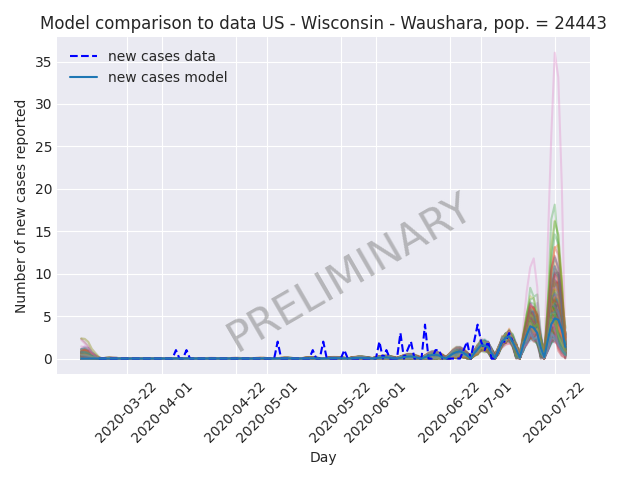 Model comparison to data US - Wisconsin - Waushara, pop. = 24443
new cases data
new cases model
Number of new cases reported
35
30
25
20
15
10
5
0
PRELIMINARY
2020-03-22
2020-04-01
2020-04-22
2020-05-01
2020-05-22
2020-06-01
2020-06-22
2020-07-01
2020-07-22
Day